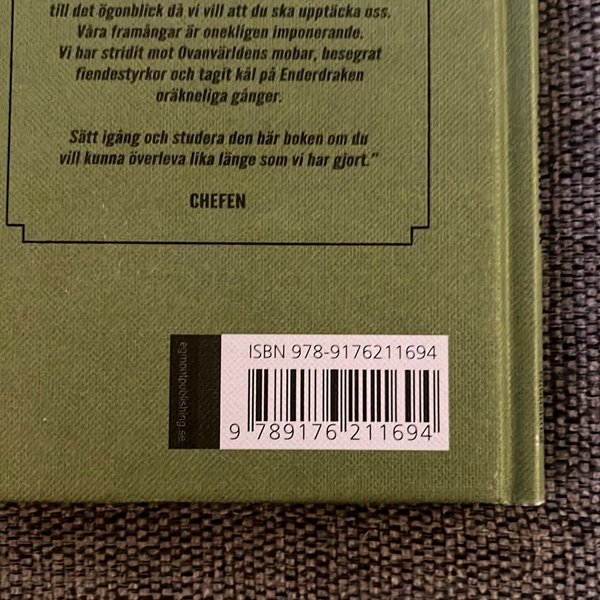 till det ögonblick då vi vill att du ska upptäcka oss.
Våra framångar är onekligen imponerande.
Vi har stridit mot Ovanvärldens mobar, besegrat
fiendestyrkor och tagit kål på Enderdraken
oräkneliga gånger.
Sätt igång och studera den här boken om du
vill kunna överleva lika länge som vi har gjort.”
CHEFEN
egmontpublishing.se
ISBN 978-9176211694
9 789176 211694